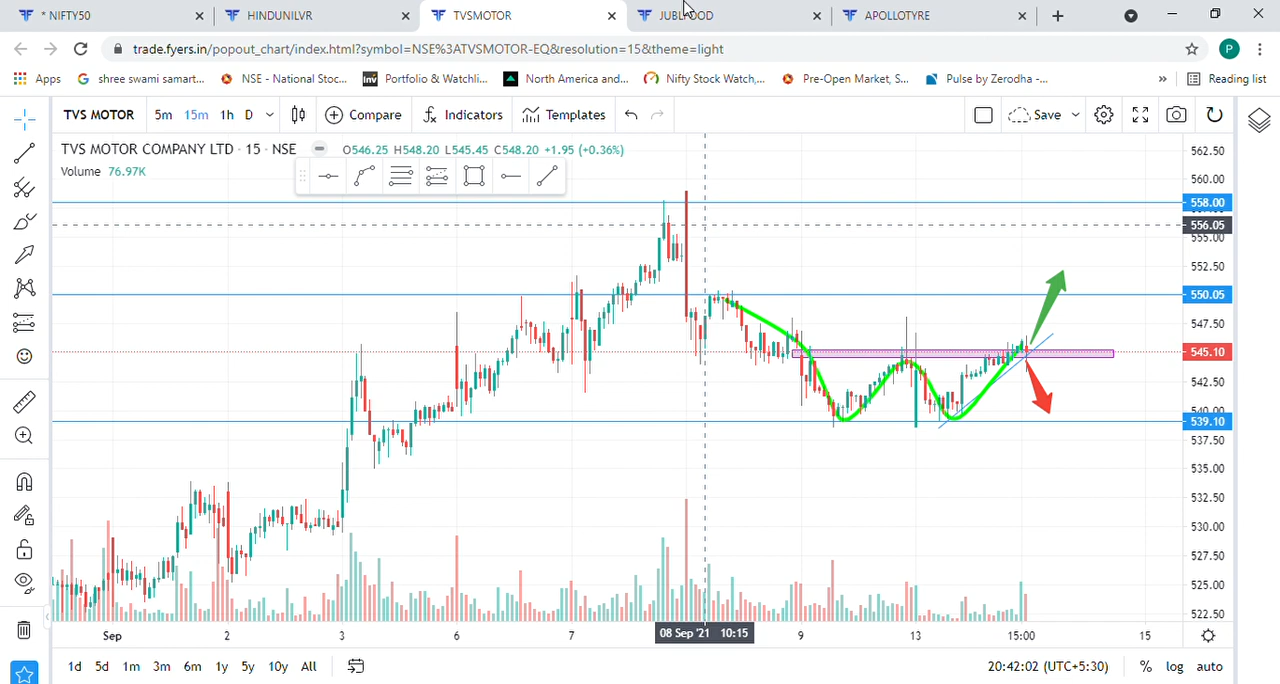 * NIFTY50
HINDUNILVR
TVSMOTOR
JUBLFOOD
APOLLOTYRE
trade.fyers.in/popout_chart/index.html?symbol=NSE%3ATVSMOTOR-EQ&resolution=15&theme=light
P
Apps
shree swami samart...
NSE - National Stoc...
Inv
Portfolio & Watchli...
North America and...
Nifty Stock Watch,...
Pre-Open Market, S...
Pulse by Zerodha -...
»
Reading list
TVS MOTOR
5m 15m 1h D
Compare
Indicators
Templates
Save
TVS MOTOR COMPANY LTD · 15 · NSE
O546.25 H548.20 L545.45 C548.20 +1.95 (+0.36%)
Volume 76.97K
562.50
560.00
558.00
556.05
555.00
552.50
550.05
547.50
545.10
542.50
540.00
539.10
537.50
535.00
532.50
530.00
527.50
525.00
522.50
Sep 2 3 6 7 08 Sep '21 10:15 9 13 15:00 15
1d 5d 1m 3m 6m 1y 5y 10y All
20:42:02 (UTC+5:30)
% log auto